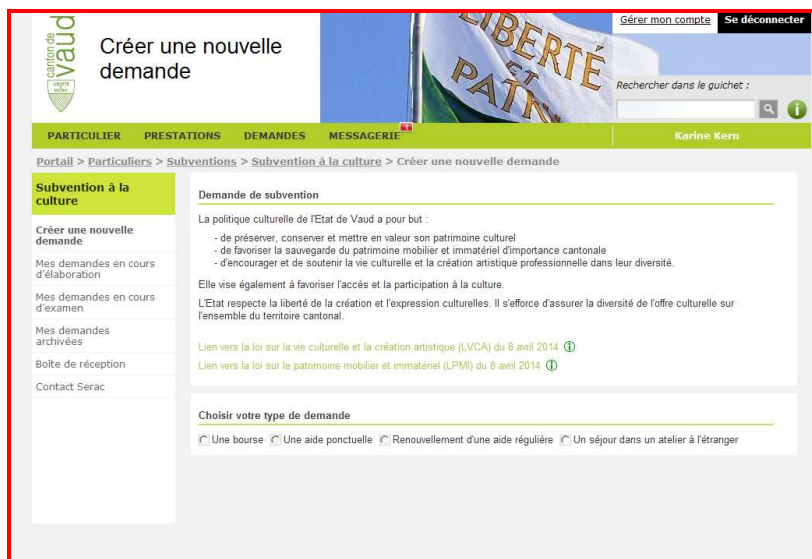 canton de
vaud
LIBERTÉ
ET
PATRIE
Créer une nouvelle
demande
LIBERTÉ
ET
PATR
Gérer mon compte Se déconnecter
Rechercher dans le guichet :
PARTICULIER PRESTATIONS DEMANDES MESSAGERIE 1 Karine Kern
Portail > Particuliers > Subventions > Subvention à la culture > Créer une nouvelle demande
Subvention à la
culture
Créer une nouvelle
demande
Mes demandes en cours
d'élaboration
Mes demandes en cours
d'examen
Mes demandes
archivées
Boîte de réception
Contact Serac
Demande de subvention
La politique culturelle de l'Etat de Vaud a pour but :
- de préserver, conserver et mettre en valeur son patrimoine culturel
- de favoriser la sauvegarde du patrimoine mobilier et immatériel d'importance cantonale
- d'encourager et de soutenir la vie culturelle et la création artistique professionnelle dans leur diversité.
Elle vise également à favoriser l'accès et la participation à la culture.
L'Etat respecte la liberté de la création et l'expression culturelles. Il s'efforce d'assurer la diversité de l'offre culturelle sur
l'ensemble du territoire cantonal.
Lien vers la loi sur la vie culturelle et la création artistique (LVCA) du 8 avril 2014
Lien vers la loi sur le patrimoine mobilier et immatériel (LPMI) du 8 avril 2014
Choisir votre type de demande
Une bourse Une aide ponctuelle Renouvellement d'une aide régulière Un séjour dans un atelier à l'étranger